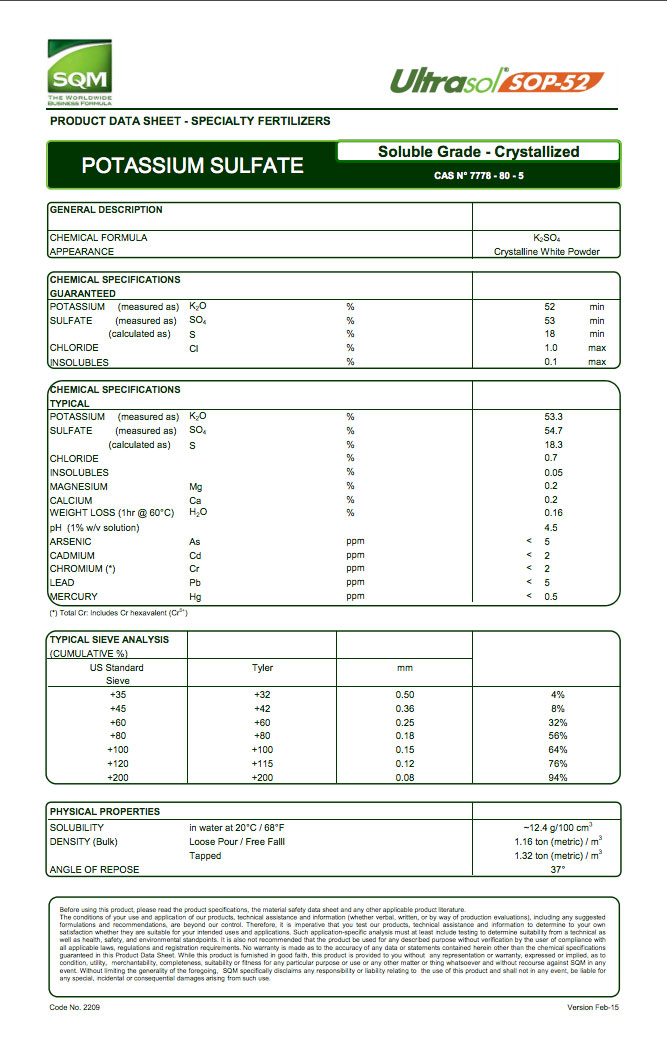 SQM
THE WORLDWIDE
BUSINESS FORMULA
Ultrasol® SOP-52
PRODUCT DATA SHEET - SPECIALTY FERTILIZERS
POTASSIUM SULFATE
Soluble Grade - Crystallized
CAS N° 7778 - 80 - 5
GENERAL DESCRIPTION
CHEMICAL FORMULA K₂SO₄
APPEARANCE Crystalline White Powder
CHEMICAL SPECIFICATIONS
GUARANTEED
POTASSIUM (measured as) K₂O % 52 min
SULFATE (measured as) SO₄ % 53 min
(calculated as) S % 18 min
CHLORIDE Cl % 1.0 max
INSOLUBLES % 0.1 max
CHEMICAL SPECIFICATIONS
TYPICAL
POTASSIUM (measured as) K₂O % 53.3
SULFATE (measured as) SO₄ % 54.7
(calculated as) S % 18.3
CHLORIDE % 0.7
INSOLUBLES % 0.05
MAGNESIUM Mg % 0.2
CALCIUM Ca % 0.2
WEIGHT LOSS (1hr @ 60°C) H₂O % 0.16
pH (1% w/v solution) 4.5
ARSENIC As ppm < 5
CADMIUM Cd ppm < 2
CHROMIUM (*) Cr ppm < 2
LEAD Pb ppm < 5
MERCURY Hg ppm < 0.5
(*) Total Cr: Includes Cr hexavalent (Cr⁶⁺)
TYPICAL SIEVE ANALYSIS
(CUMULATIVE %)
US Standard Tyler mm
Sieve
+35 +32 0.50 4%
+45 +42 0.36 8%
+60 +60 0.25 32%
+80 +80 0.18 56%
+100 +100 0.15 64%
+120 +115 0.12 76%
+200 +200 0.08 94%
PHYSICAL PROPERTIES
SOLUBILITY in water at 20°C / 68°F ~12.4 g/100 cm³
DENSITY (Bulk) Loose Pour / Free Falll 1.16 ton (metric) / m³
Tapped 1.32 ton (metric) / m³
ANGLE OF REPOSE 37°
Before using this product, please read the product specifications, the material safety data sheet and any other applicable product literature.
The conditions of your use and application of our products, technical assistance and information (whether verbal, written, or by way of production evaluations), including any suggested
formulations and recommendations, are beyond our control. Therefore, it is imperative that you test our products, technical assistance and information to determine to your own
satisfaction whether they are suitable for your intended uses and applications. Such application-specific analysis must at least include testing to determine suitability from a technical as
well as health, safety, and environmental standpoints. It is also not recommended that the product be used for any described purpose without verification by the user of compliance with
all applicable laws, regulations and registration requirements. No warranty is made as to the accuracy of any data or statements contained herein other than the chemical specifications
guaranteed in this Product Data Sheet. While this product is furnished in good faith, this product is provided to you without any representation or warranty, expressed or implied, as to
condition, utility, merchantability, completeness, suitability or fitness for any particular purpose or use or any other matter or thing whatsoever and without recourse against SQM in any
event. Without limiting the generality of the foregoing, SQM specifically disclaims any responsibility or liability relating to the use of this product and shall not in any event, be liable for
any special, incidental or consequential damages arising from such use.
Code No. 2209 Version Feb-15